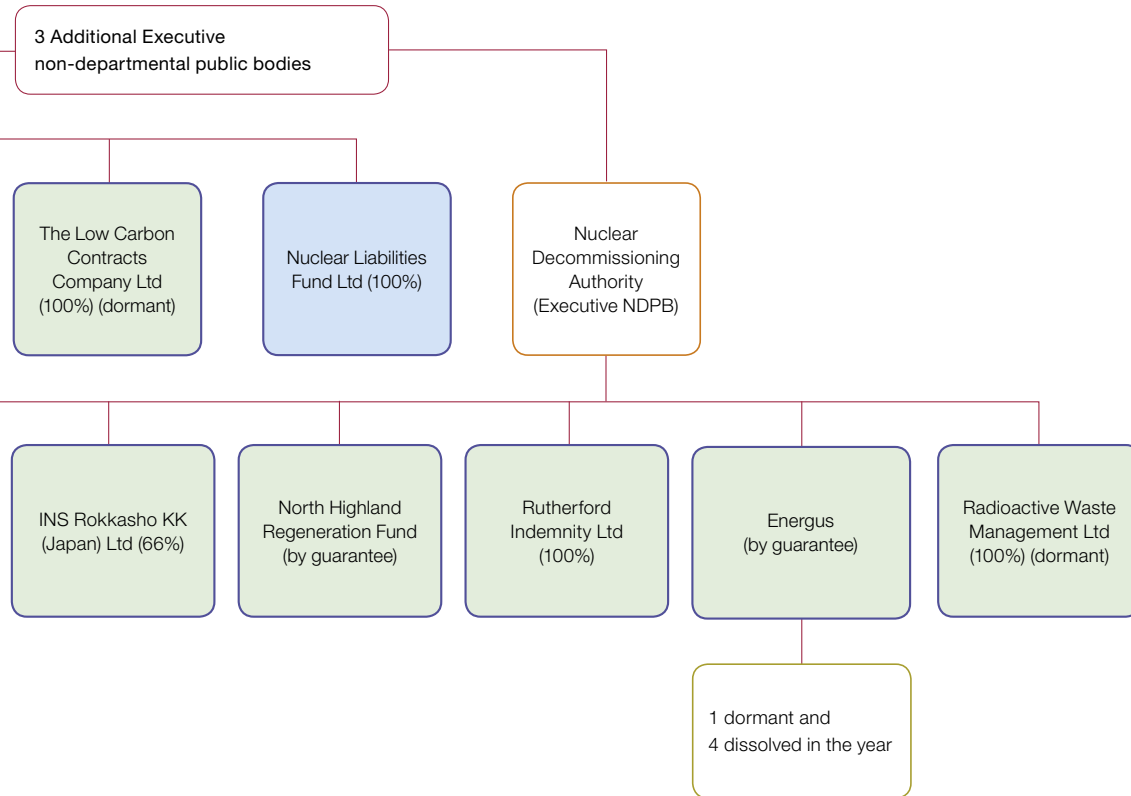 3 Additional Executive
non-departmental public bodies
The Low Carbon
Contracts
Company Ltd
(100%) (dormant)
Nuclear Liabilities
Fund Ltd (100%)
Nuclear
Decommissioning
Authority
(Executive NDPB)
INS Rokkasho KK
(Japan) Ltd (66%)
North Highland
Regeneration Fund
(by guarantee)
Rutherford
Indemnity Ltd
(100%)
Energus
(by guarantee)
Radioactive Waste
Management Ltd
(100%) (dormant)
1 dormant and
4 dissolved in the year